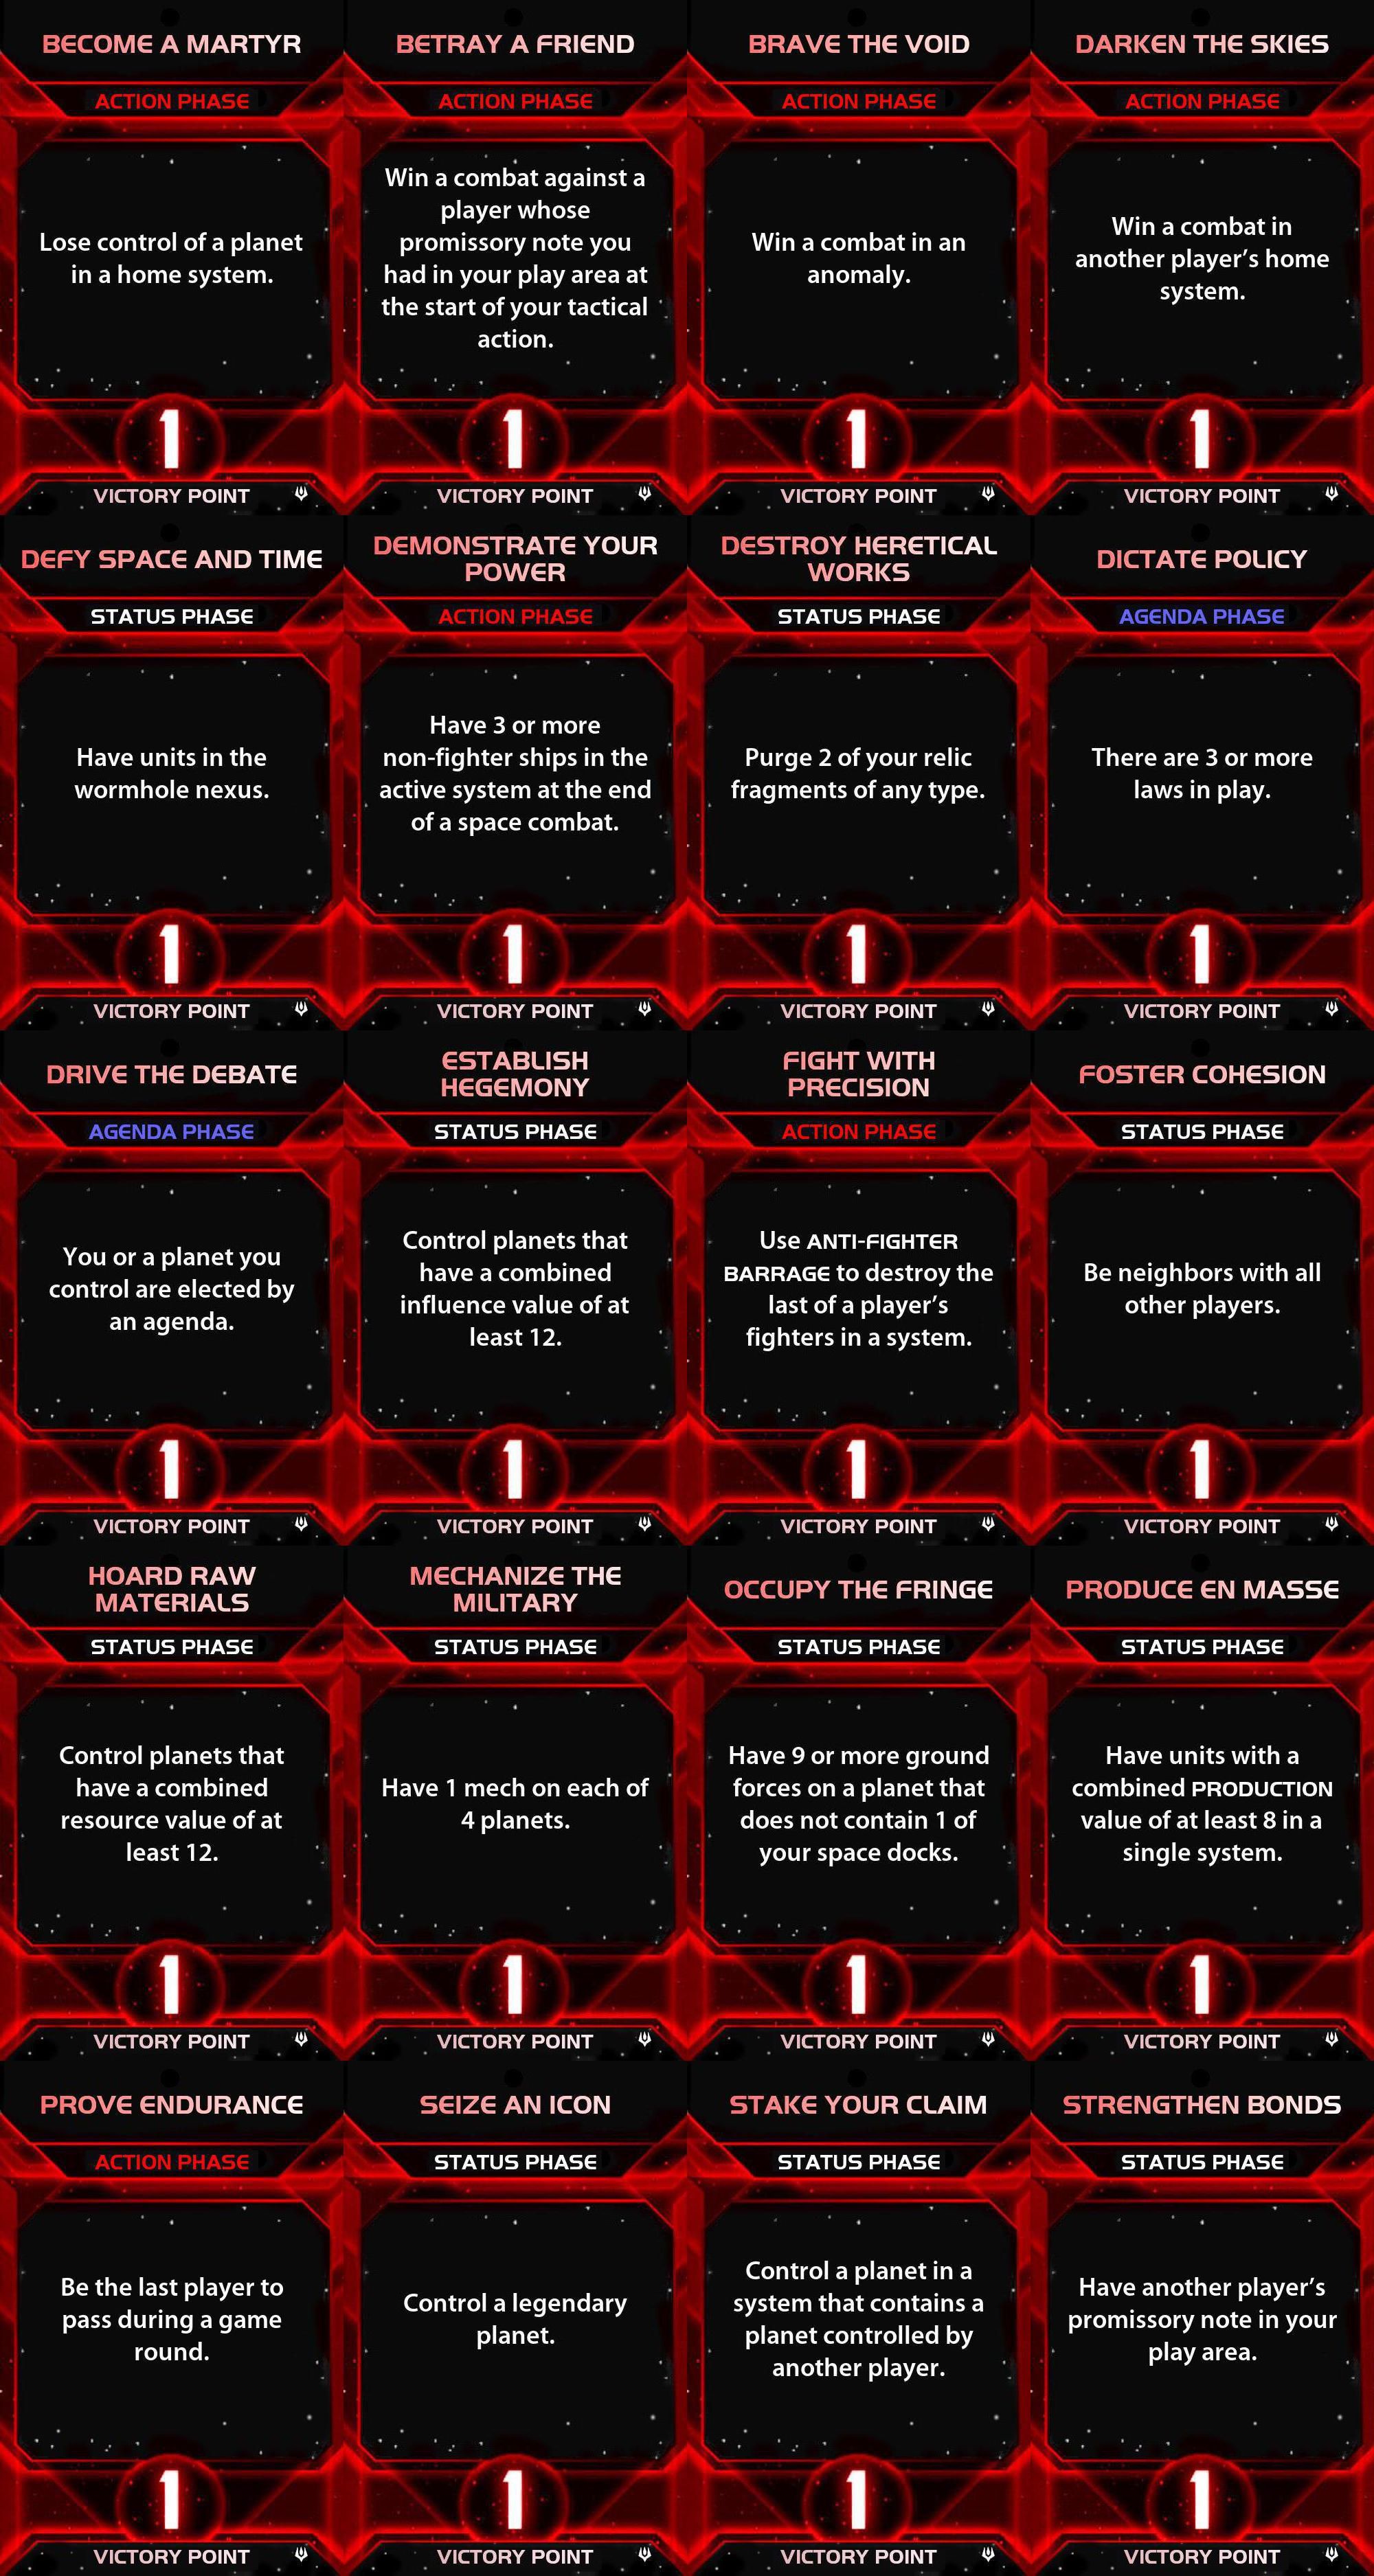 BECOME A MARTYR
ACTION PHASE
Lose control of a planet
in a home system.
1
VICTORY POINT
BETRAY A FRIEND
ACTION PHASE
Win a combat against a
player whose
promissory note you
had in your play area at
the start of your tactical
action.
1
VICTORY POINT
BRAVE THE VOID
ACTION PHASE
Win a combat in an
anomaly.
1
VICTORY POINT
DARKEN THE SKIES
ACTION PHASE
Win a combat in
another player’s home
system.
1
VICTORY POINT
DEFY SPACE AND TIME
STATUS PHASE
Have units in the
wormhole nexus.
1
VICTORY POINT
DEMONSTRATE YOUR
POWER
ACTION PHASE
Have 3 or more
non-fighter ships in the
active system at the end
of a space combat.
1
VICTORY POINT
DESTROY HERETICAL
WORKS
STATUS PHASE
Purge 2 of your relic
fragments of any type.
1
VICTORY POINT
DICTATE POLICY
AGENDA PHASE
There are 3 or more
laws in play.
1
VICTORY POINT
DRIVE THE DEBATE
AGENDA PHASE
You or a planet you
control are elected by
an agenda.
1
VICTORY POINT
ESTABLISH
HEGEMONY
STATUS PHASE
Control planets that
have a combined
influence value of at
least 12.
1
VICTORY POINT
FIGHT WITH
PRECISION
ACTION PHASE
Use ANTI-FIGHTER
BARRAGE to destroy the
last of a player’s
fighters in a system.
1
VICTORY POINT
FOSTER COHESION
STATUS PHASE
Be neighbors with all
other players.
1
VICTORY POINT
HOARD RAW
MATERIALS
STATUS PHASE
Control planets that
have a combined
resource value of at
least 12.
1
VICTORY POINT
MECHANIZE THE
MILITARY
STATUS PHASE
Have 1 mech on each of
4 planets.
1
VICTORY POINT
OCCUPY THE FRINGE
STATUS PHASE
Have 9 or more ground
forces on a planet that
does not contain 1 of
your space docks.
1
VICTORY POINT
PRODUCE EN MASSE
STATUS PHASE
Have units with a
combined PRODUCTION
value of at least 8 in a
single system.
1
VICTORY POINT
PROVE ENDURANCE
ACTION PHASE
Be the last player to
pass during a game
round.
1
VICTORY POINT
SEIZE AN ICON
STATUS PHASE
Control a legendary
planet.
1
VICTORY POINT
STAKE YOUR CLAIM
STATUS PHASE
Control a planet in a
system that contains a
planet controlled by
another player.
1
VICTORY POINT
STRENGTHEN BONDS
STATUS PHASE
Have another player’s
promissory note in your
play area.
1
VICTORY POINT